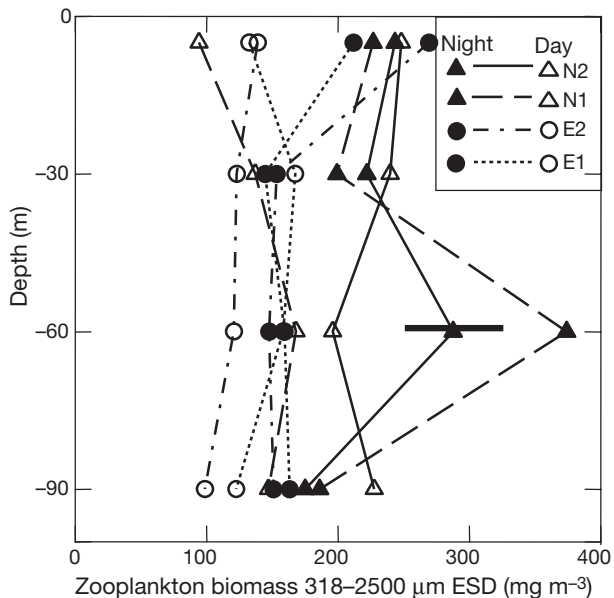 –0
Night
Day
N2
N1
–30
E2
E1
Depth (m)
–60
–90
0
100
200
300
400
Zooplankton biomass 318–2500 μm ESD (mg m–3)